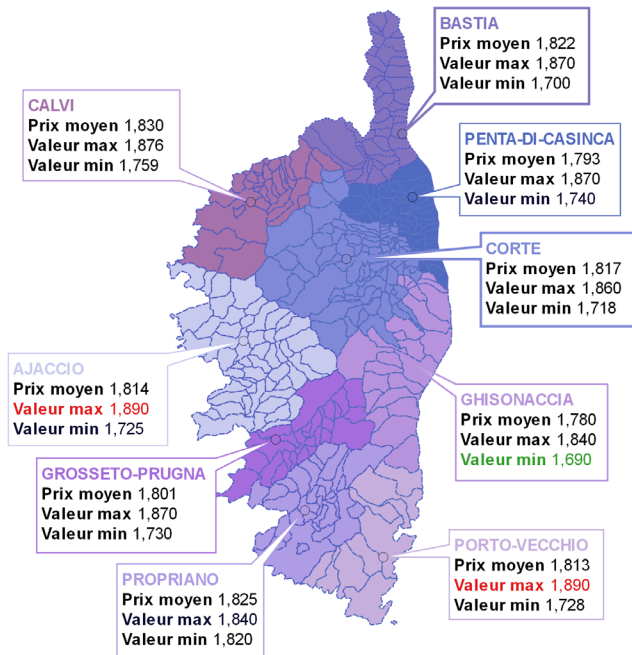 BASTIA
Prix moyen 1,822
Valeur max 1,870
Valeur min 1,700
CALVI
Prix moyen 1,830
Valeur max 1,876
Valeur min 1,759
PENTA-DI-CASINCA
Prix moyen 1,793
Valeur max 1,870
Valeur min 1,740
CORTE
Prix moyen 1,817
Valeur max 1,860
Valeur min 1,718
AJACCIO
Prix moyen 1,814
Valeur max 1,890
Valeur min 1,725
GHISONACCIA
Prix moyen 1,780
Valeur max 1,840
Valeur min 1,690
GROSSETO-PRUGNA
Prix moyen 1,801
Valeur max 1,870
Valeur min 1,730
PORTO-VECCHIO
Prix moyen 1,813
Valeur max 1,890
Valeur min 1,728
PROPRIANO
Prix moyen 1,825
Valeur max 1,840
Valeur min 1,820